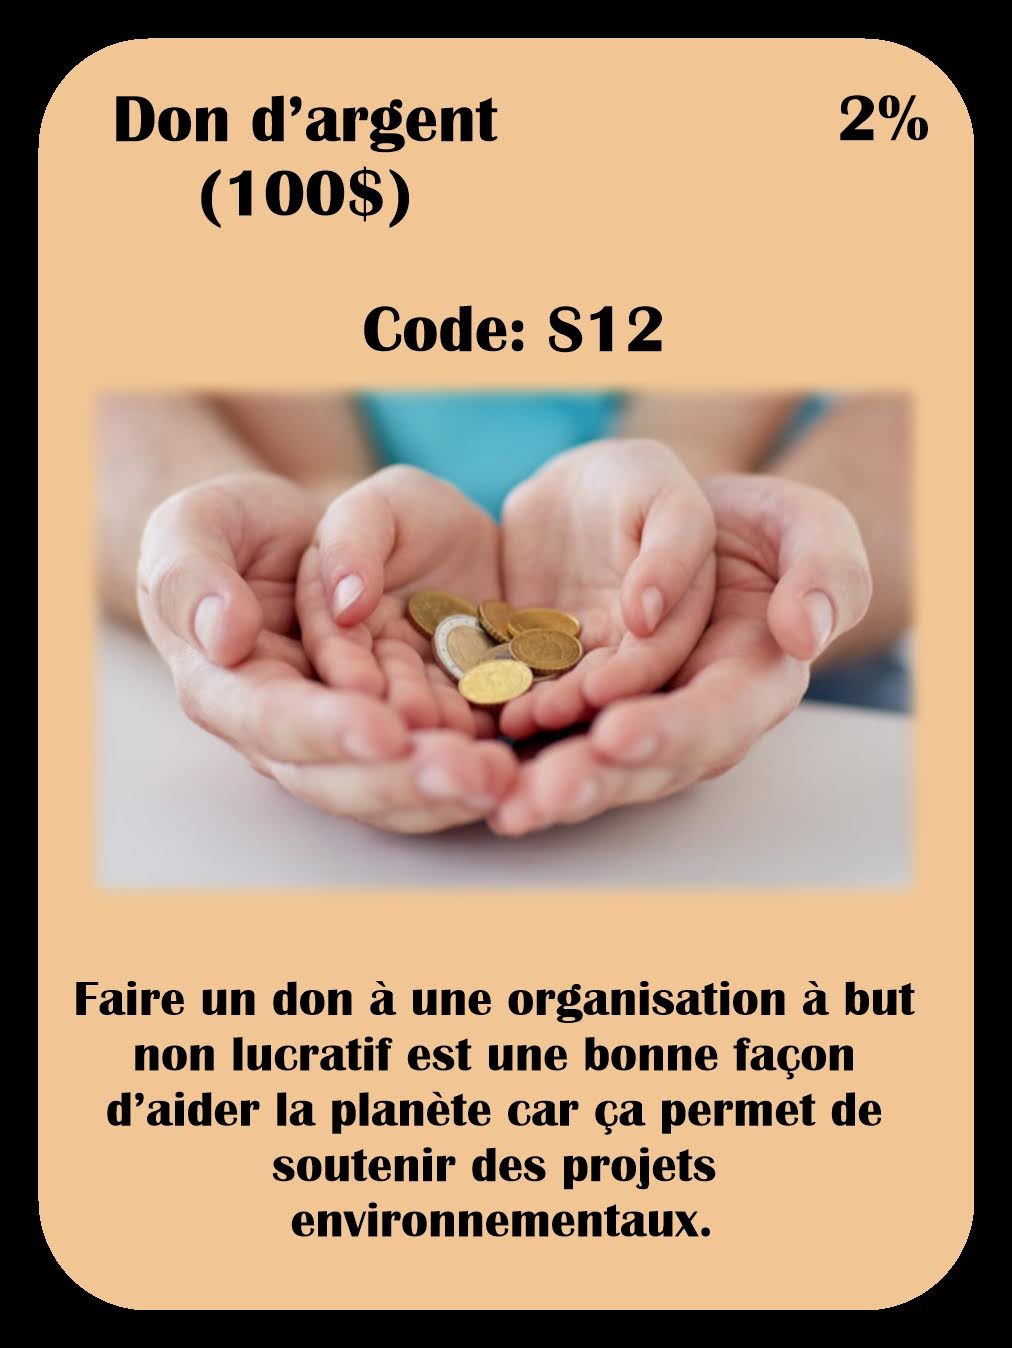 Don d’argent 2%
(100$)
Code: S12
Faire un don à une organisation à but
non lucratif est une bonne façon
d’aider la planète car ça permet de
soutenir des projets
environnementaux.